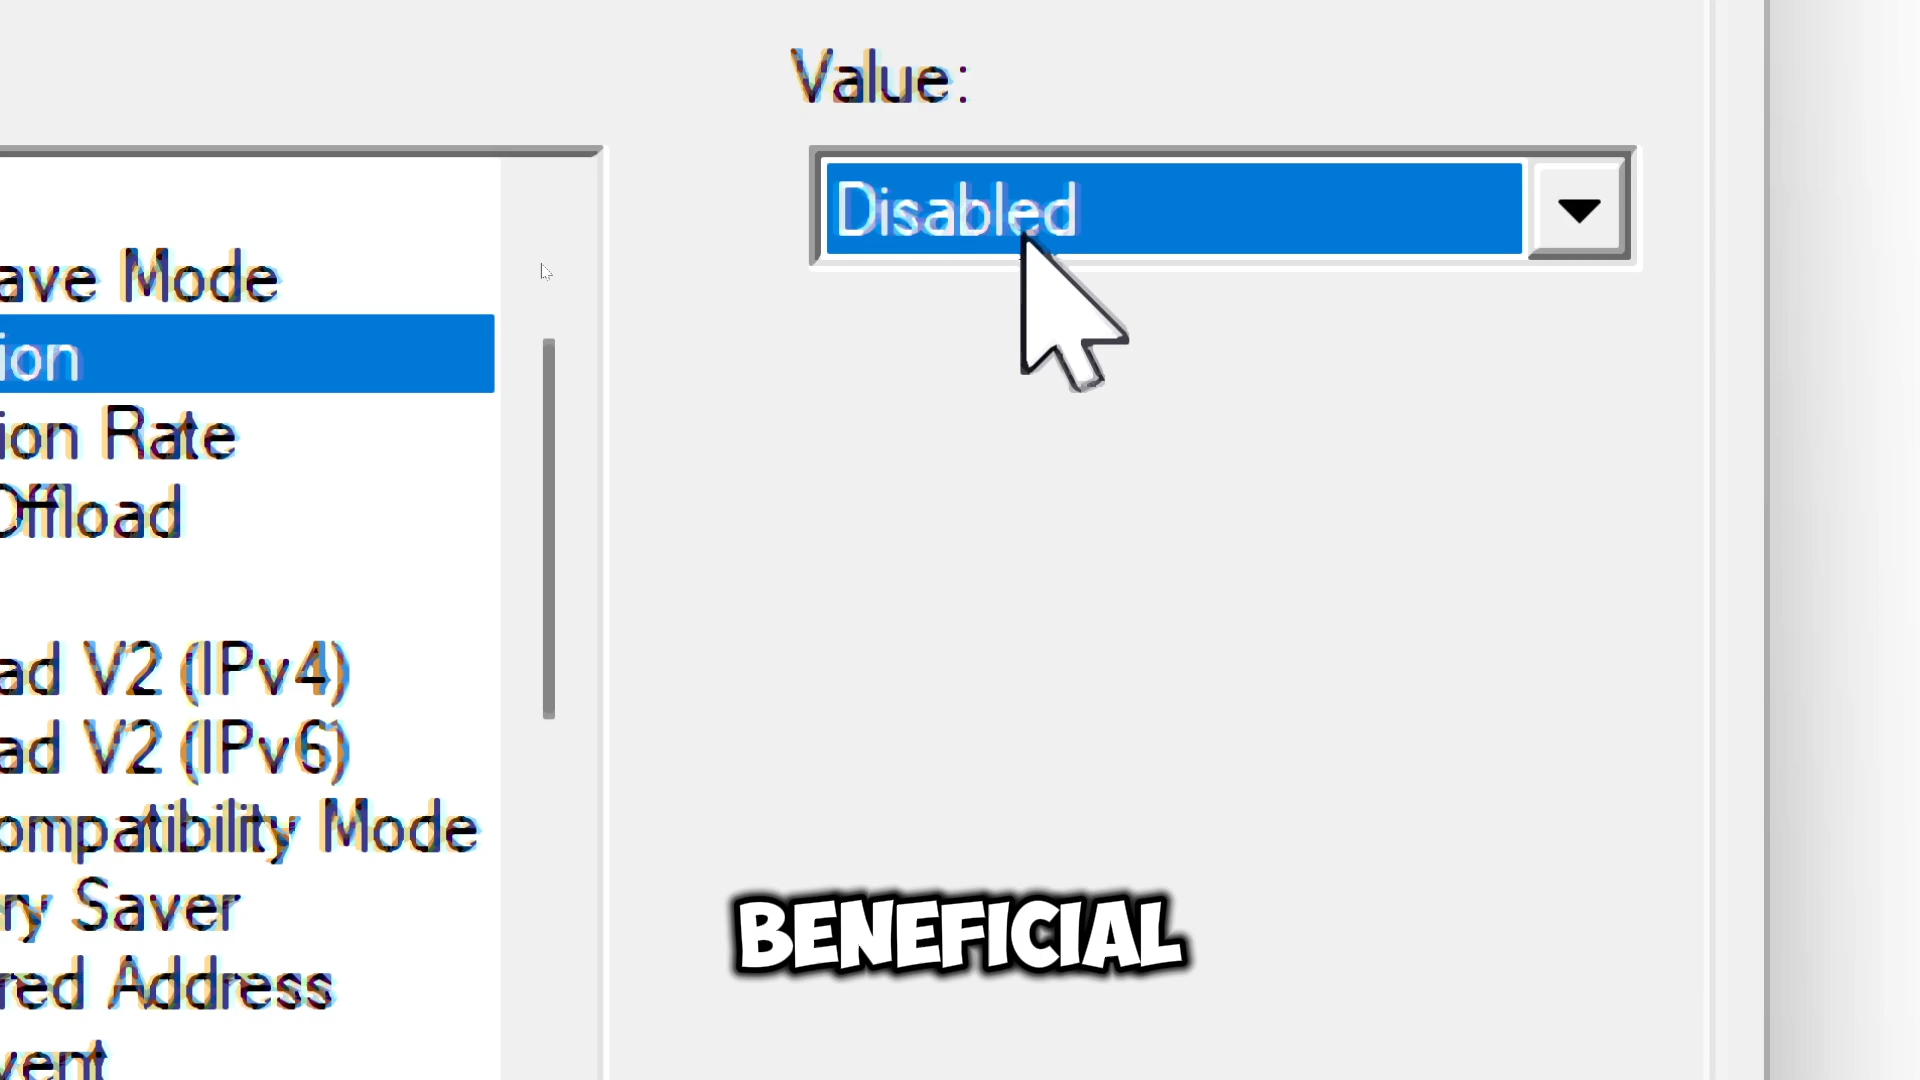 Value:
Disabled
ave Mode
ion
ion Rate
Offload
ad V2 (IPv4)
ad V2 (IPv6)
ompatibility Mode
ry Saver
red Address
vent
BENEFICIAL